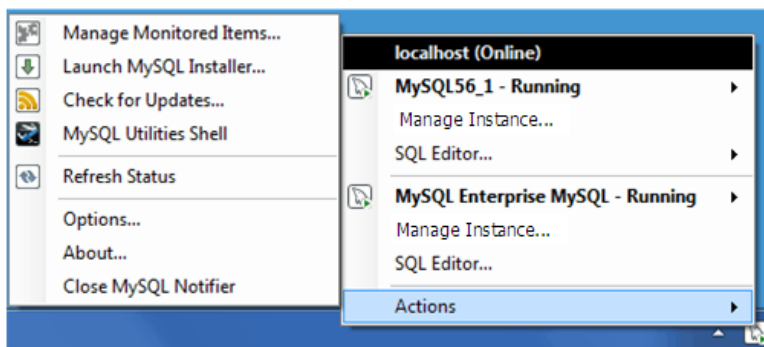 Manage Monitored Items...
Launch MySQL Installer...
Check for Updates...
MySQL Utilities Shell
Refresh Status
Options...
About...
Close MySQL Notifier
localhost (Online)
MySQL56_1 - Running
Manage Instance...
SQL Editor...
MySQL Enterprise MySQL - Running
Manage Instance...
SQL Editor...
Actions